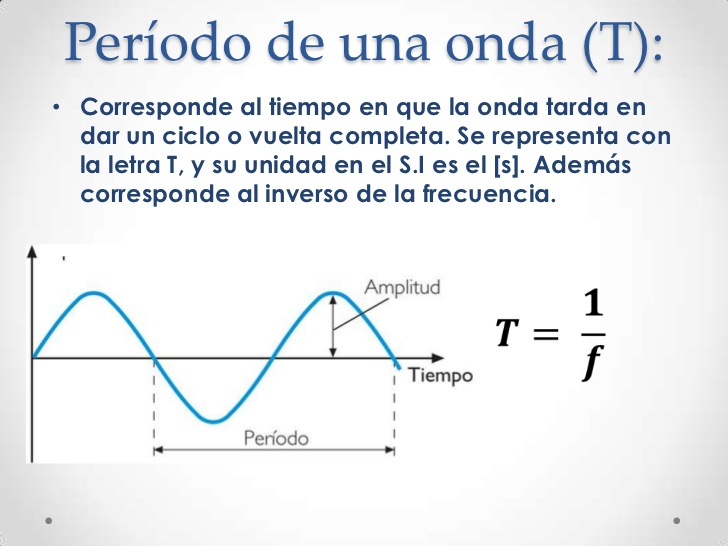 Período de una onda (T):
• Corresponde al tiempo en que la onda tarda en
dar un ciclo o vuelta completa. Se representa con
la letra T, y su unidad en el S.I es el [s]. Además
corresponde al inverso de la frecuencia.
Amplitud
T = 1/f
Tiempo
Período